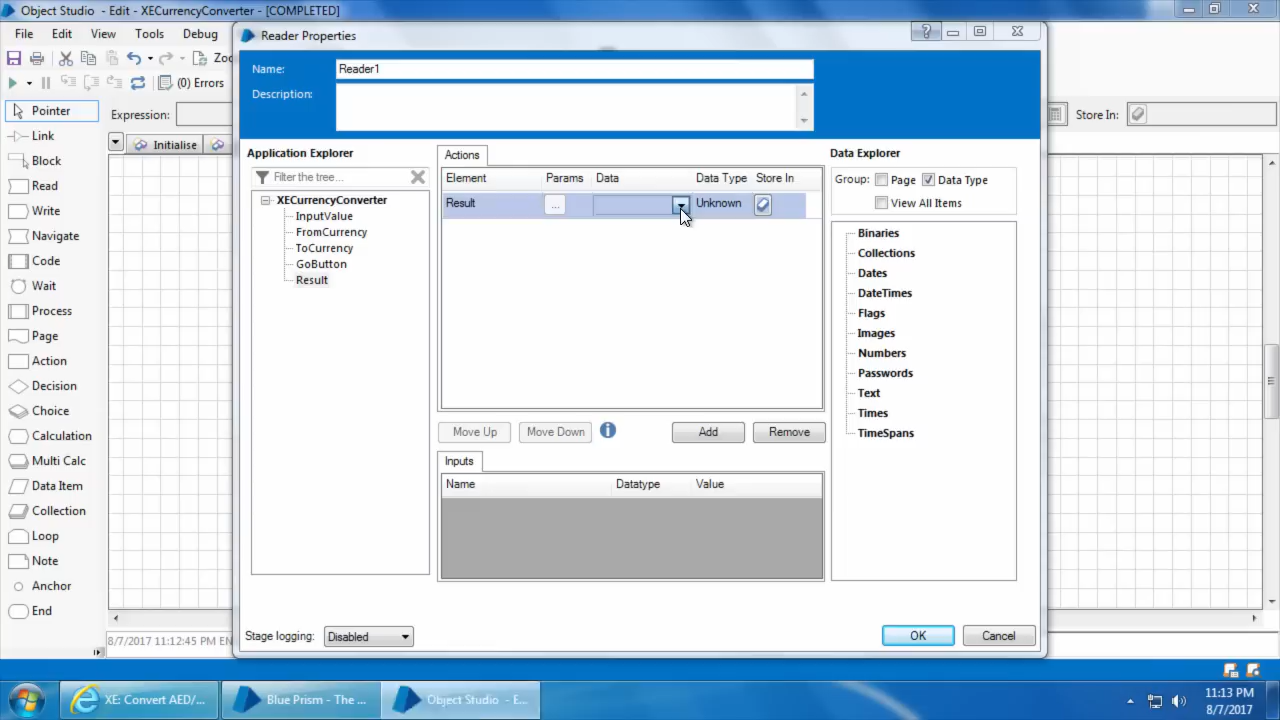 Object Studio - Edit - XECurrencyConverter - [COMPLETED]
File Edit View Tools Debug
Zoo
(0) Errors
Expression:
Store In:
Initialise
Pointer
Link
Block
Read
Write
Navigate
Code
Wait
Process
Page
Action
Decision
Choice
Calculation
Multi Calc
Data Item
Collection
Loop
Note
Anchor
End
Reader Properties
?
Name:
Reader1
Description:
Application Explorer
Filter the tree...
XECurrencyConverter
InputValue
FromCurrency
ToCurrency
GoButton
Result
Actions
Element Params Data Data Type Store In
Result ... Unknown
Move Up Move Down i Add Remove
Inputs
Name Datatype Value
Data Explorer
Group: Page Data Type
View All Items
Binaries
Collections
Dates
DateTimes
Flags
Images
Numbers
Passwords
Text
Times
TimeSpans
Stage logging: Disabled
OK Cancel
8/7/2017 11:12:45 PM EN
XE: Convert AED/...
Blue Prism - The ...
Object Studio - E...
11:13 PM
8/7/2017